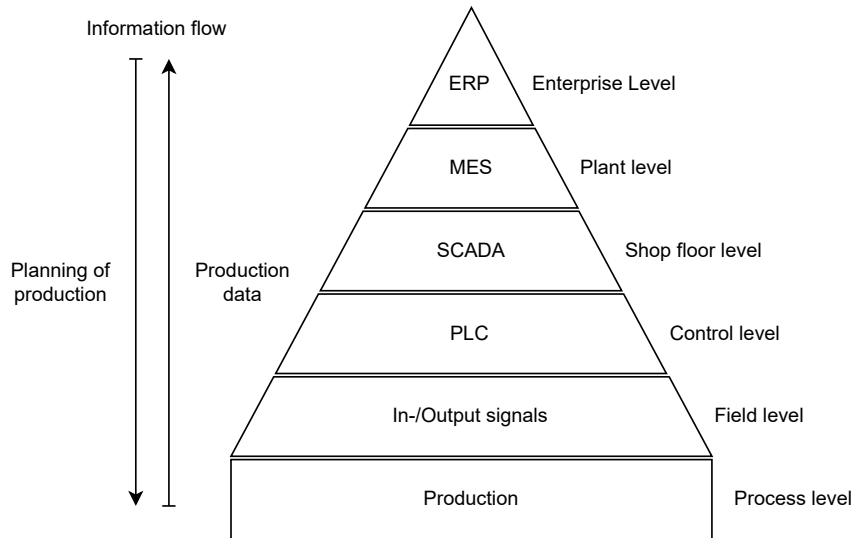 Information flow
ERP
Enterprise Level
MES
Plant level
SCADA
Shop floor level
Planning of
production
Production
data
PLC
Control level
In-/Output signals
Field level
Production
Process level